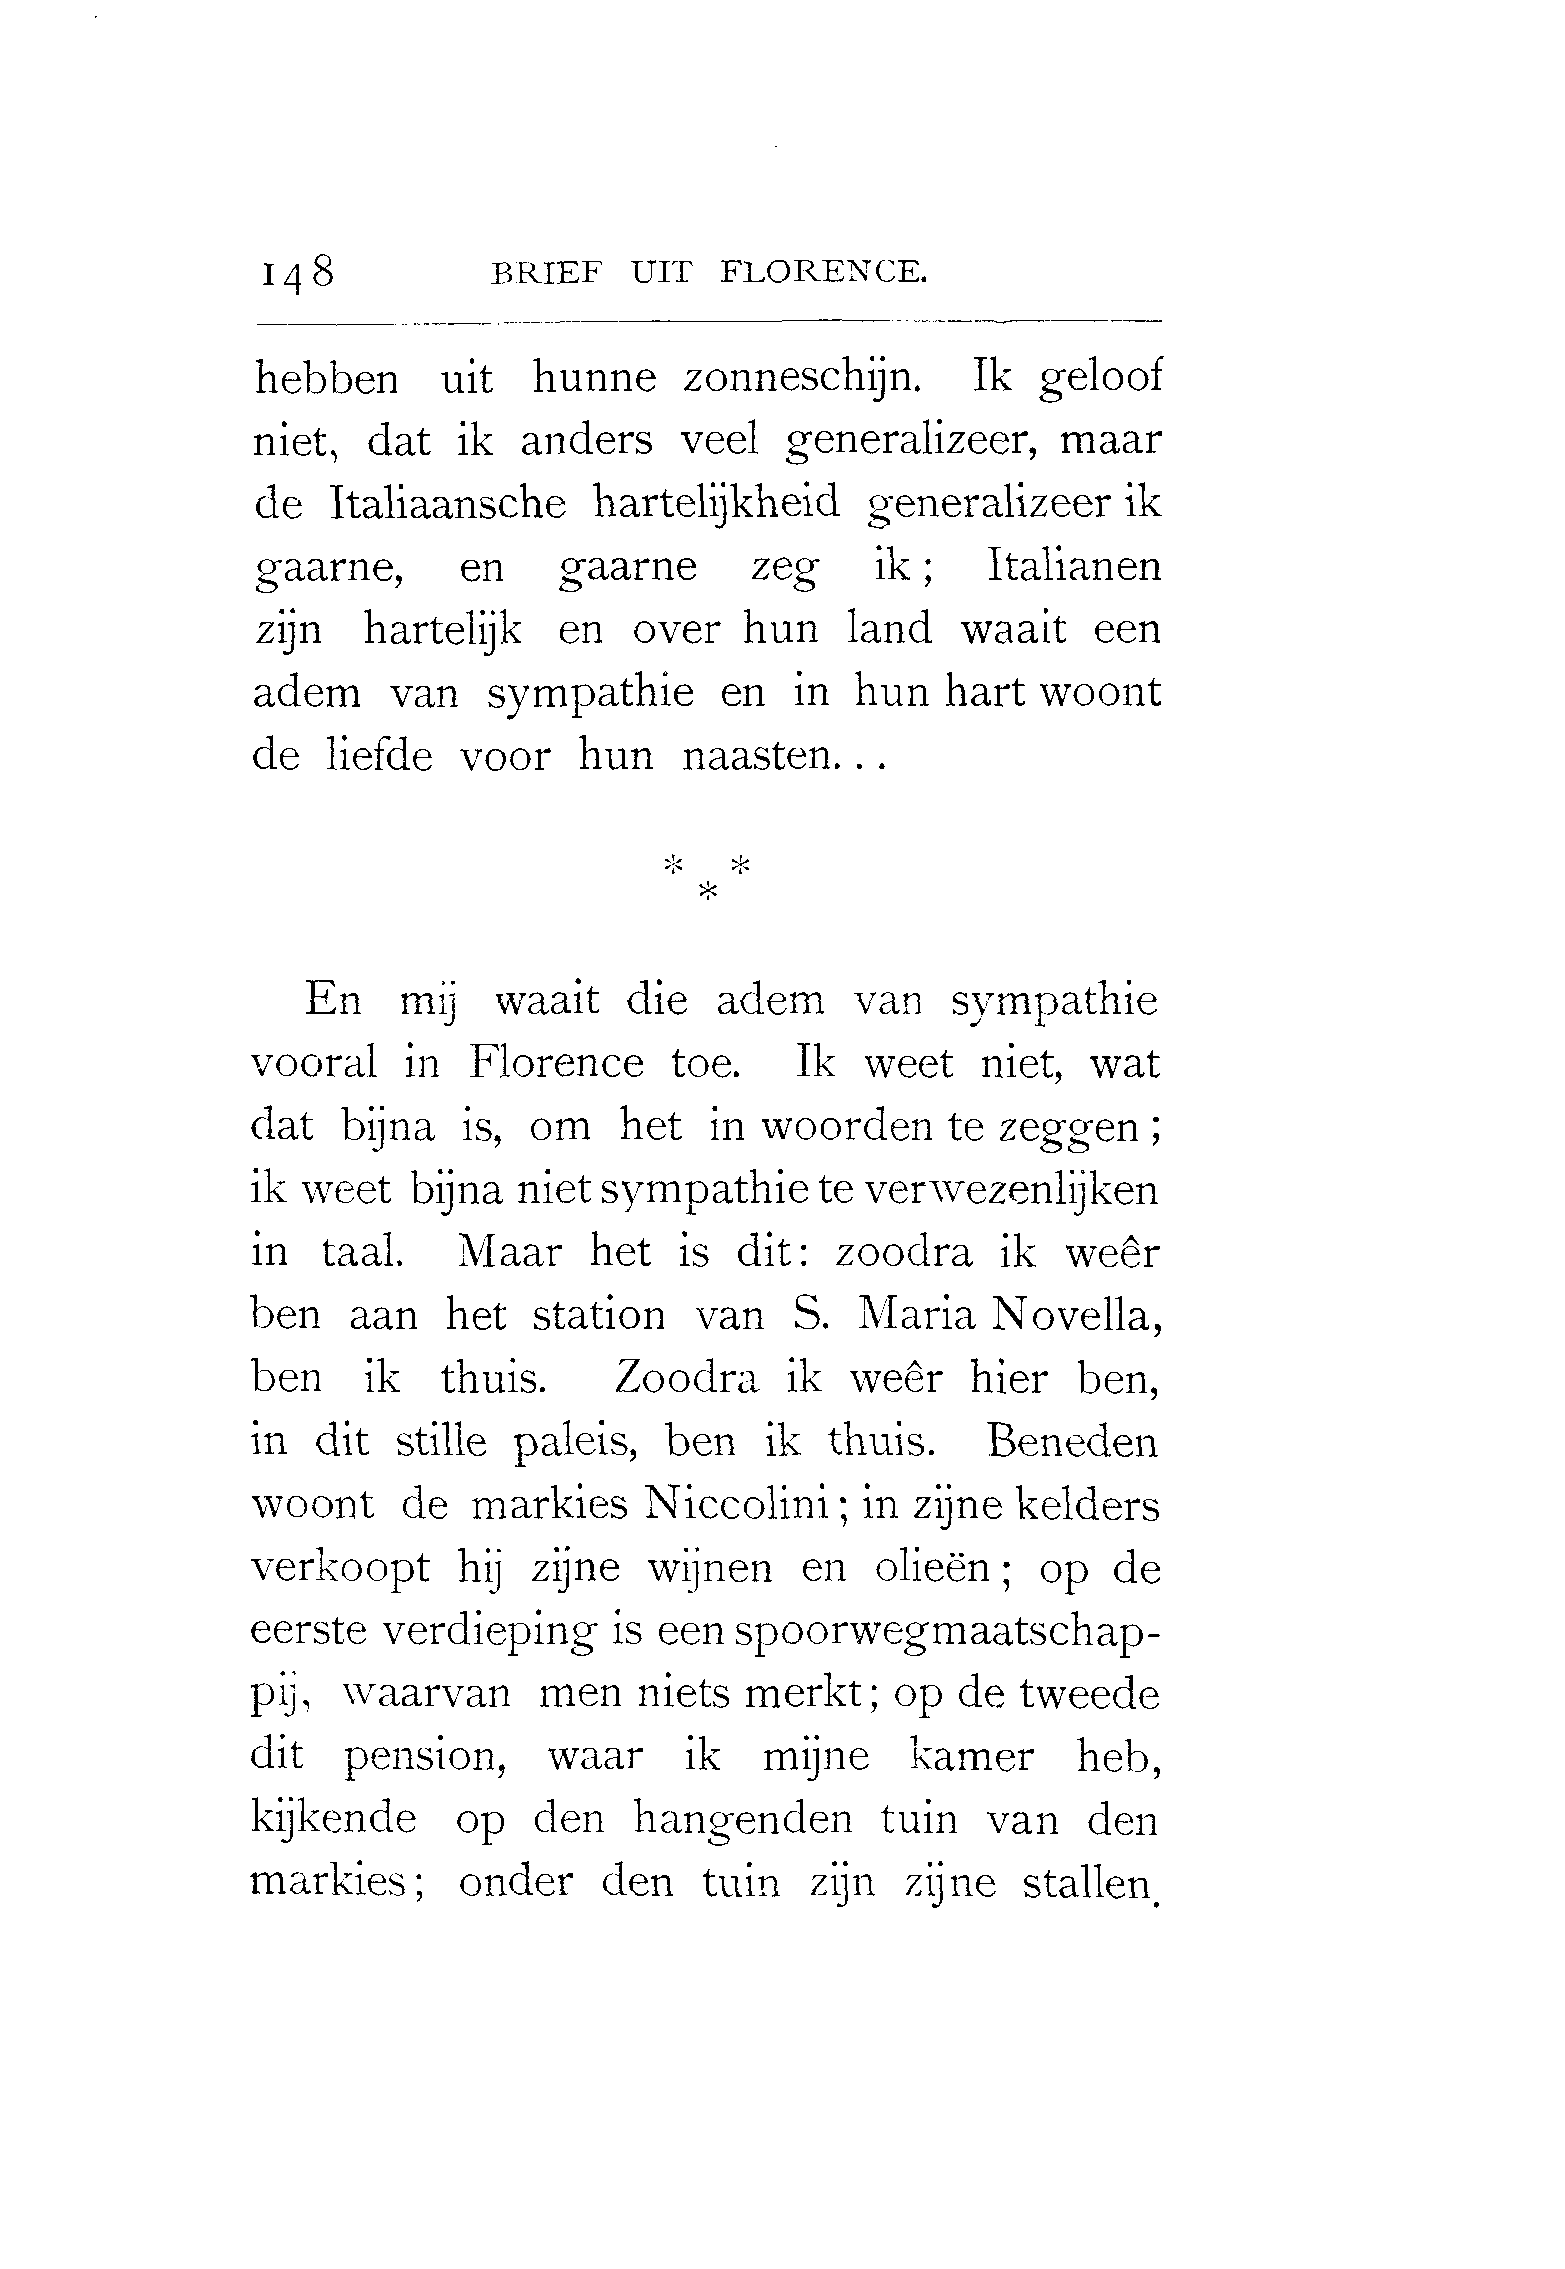 148 BRIEF UIT FLORENCE.
hebben uit hunne zonneschijn. Ik geloof
niet, dat ik anders veel generalizeer, maar
de Italiaansche hartelijkheid generalizeer ik
gaarne, en gaarne zeg ik; Italianen
zijn hartelijk en over hun land waait een
adem van sympathie en in hun hart woont
de liefde voor hun naasten...
* *
*
En mij waait die adem van sympathie
vooral in Florence toe. Ik weet niet, wat
dat bijna is, om het in woorden te zeggen;
ik weet bijna niet sympathie te verwezenlijken
in taal. Maar het is dit: zoodra ik weêr
ben aan het station van S. Maria Novella,
ben ik thuis. Zoodra ik weêr hier ben,
in dit stille paleis, ben ik thuis. Beneden
woont de markies Niccolini; in zijne kelders
verkoopt hij zijne wijnen en olieën; op de
eerste verdieping is een spoorwegmaatschap-
pij, waarvan men niets merkt; op de tweede
dit pension, waar ik mijne kamer heb,
kijkende op den hangenden tuin van den
markies; onder den tuin zijn zijne stallen.